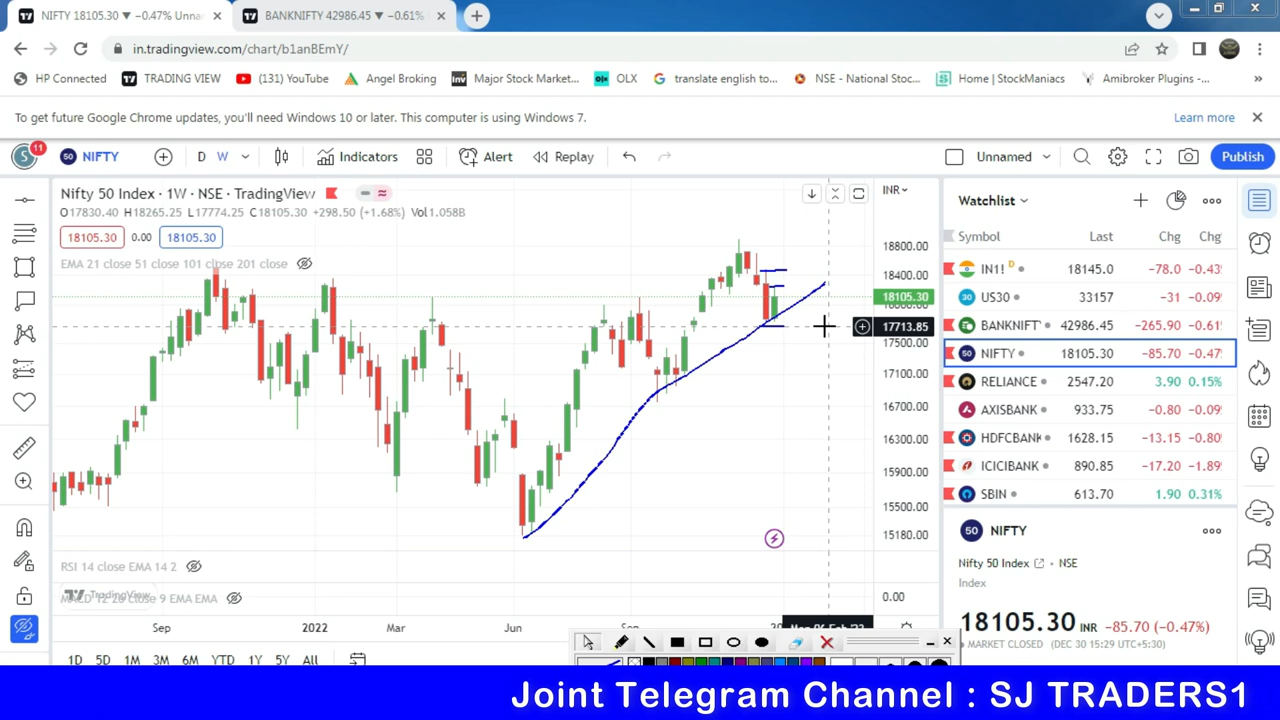 NIFTY 18105.30 ▼ −0.47% Unna
BANKNIFTY 42986.45 ▼ −0.61%
in.tradingview.com/chart/b1anBEmY/
HP Connected
TRADING VIEW
(131) YouTube
Angel Broking
Major Stock Market...
OLX
translate english to...
NSE - National Stoc...
Home | StockManiacs
Amibroker Plugins -...
To get future Google Chrome updates, you'll need Windows 10 or later. This computer is using Windows 7.
Learn more
S 11
50 NIFTY
D W
Indicators
Alert
Replay
Unnamed
Publish
Nifty 50 Index · 1W · NSE · TradingView
O17830.40 H18265.25 L17774.25 C18105.30 +298.50 (+1.68%) Vol1.058B
18105.30 0.00 18105.30
EMA 21 close 51 close 101 close 201 close
INR
18800.00
18400.00
18105.30
17713.85
17500.00
17100.00
16700.00
16300.00
15900.00
15500.00
15180.00
RSI 14 close EMA 14 2
TradingView
0.00
Sep 2022 Mar Jun Sep
1D 5D 1M 3M 6M YTD 1Y 5Y All
Watchlist
Symbol Last Chg Chg
IN1! D 18145.0 −78.0 −0.43
US30 33157 −31 −0.09
BANKNIFT 42986.45 −265.90 −0.61
NIFTY 18105.30 −85.70 −0.47
RELIANCE 2547.20 3.90 0.15%
AXISBANK 933.75 −0.80 −0.09
HDFCBANK 1628.15 −13.15 −0.80
ICICIBANK 890.85 −17.20 −1.89
SBIN 613.70 1.90 0.31%
50 NIFTY
Nifty 50 Index · NSE
Index
18105.30 INR −85.70 (−0.47%)
MARKET CLOSED (DEC 30 15:29 UTC+5:30)
Joint Telegram Channel : SJ TRADERS1